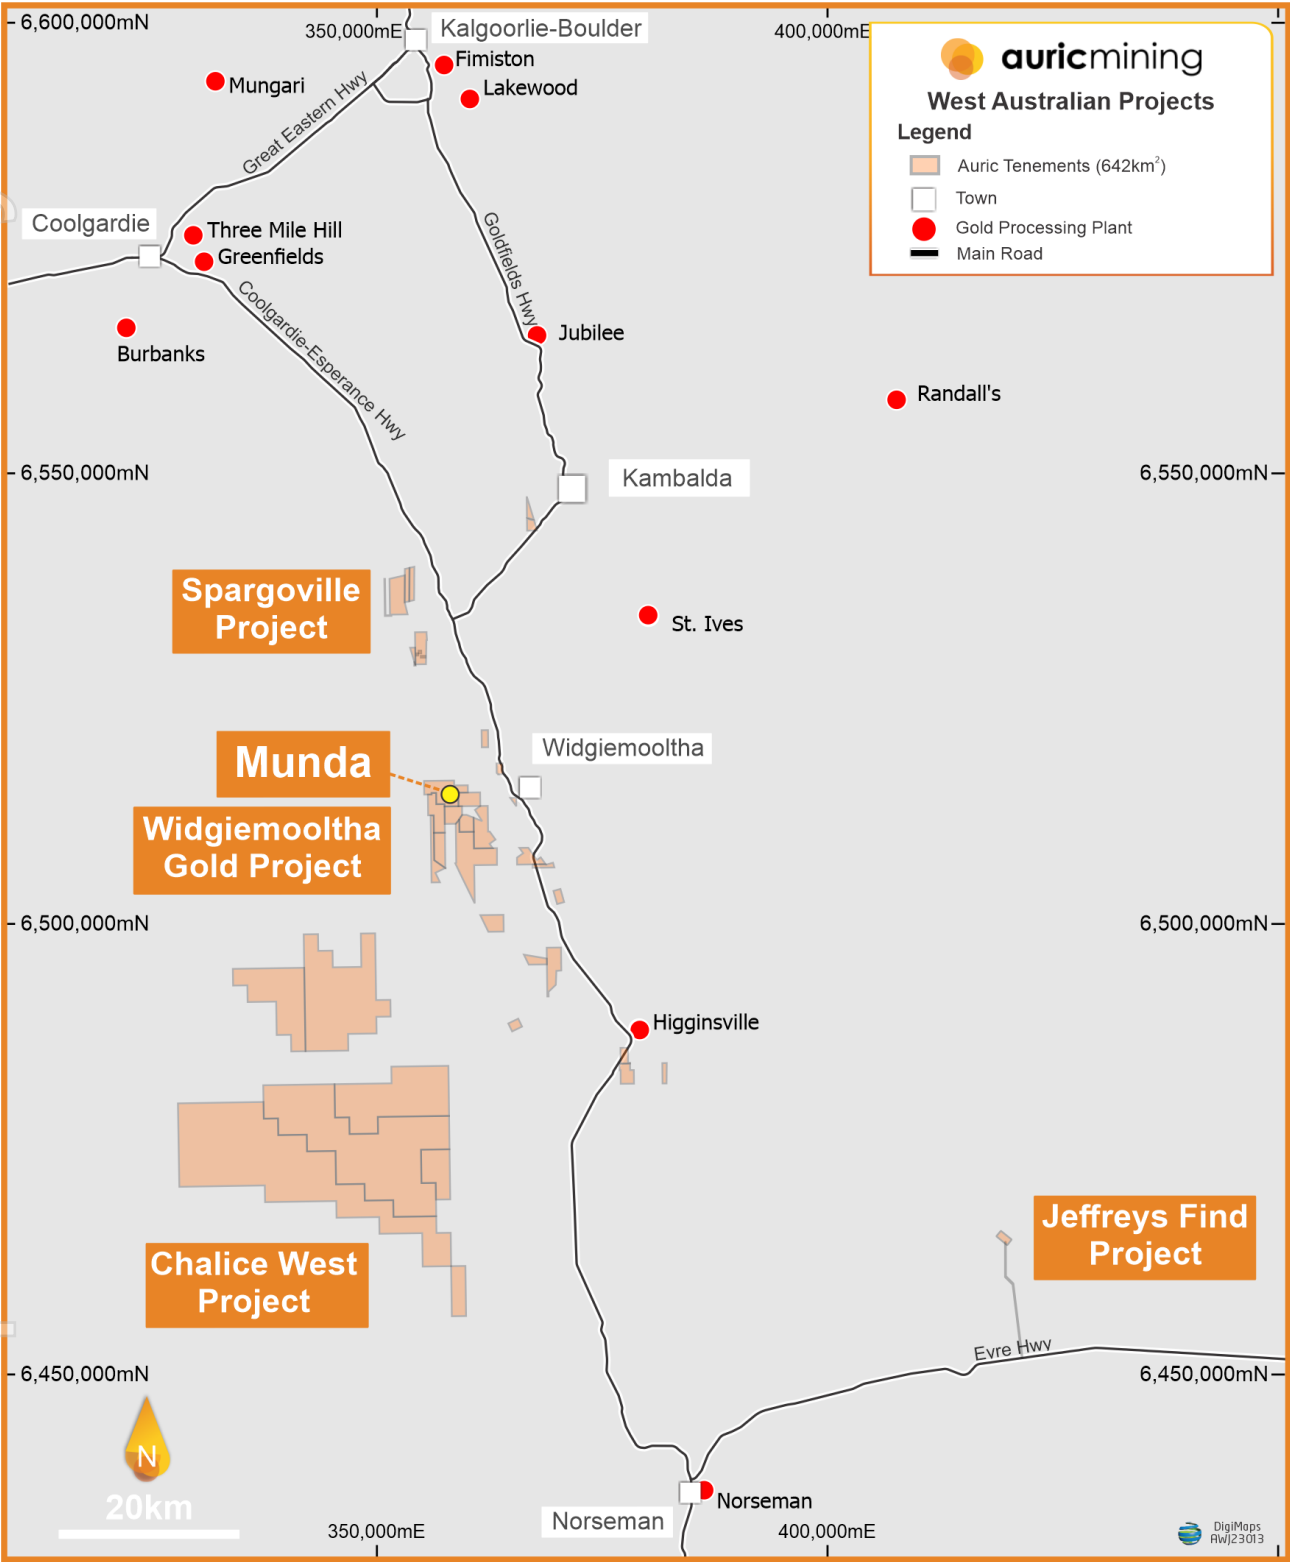 6,600,000mN
350,000mE
Kalgoorlie-Boulder
400,000mE
auricmining
West Australian Projects
Legend
Auric Tenements (642km²)
Town
Gold Processing Plant
Main Road
Fimiston
Lakewood
Mungari
Great Eastern Hwy
Coolgardie
Three Mile Hill
Greenfields
Goldfields Hwy
Coolgardie-Esperance Hwy
Burbanks
Jubilee
Randall's
6,550,000mN
6,550,000mN
Kambalda
Spargoville
Project
St. Ives
Widgiemooltha
Munda
Widgiemooltha
Gold Project
6,500,000mN
6,500,000mN
Higginsville
Jeffreys Find
Project
Chalice West
Project
Evre Hwy
6,450,000mN
6,450,000mN
N
20km
Norseman
Norseman
350,000mE
400,000mE
DigiMaps
AWJ23013